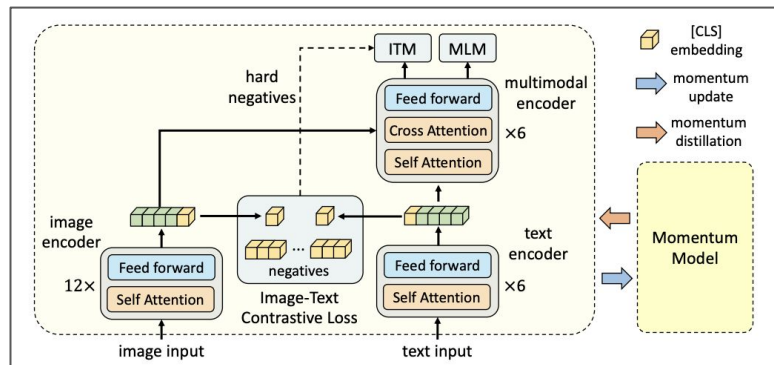 ITM
MLM
hard
negatives
Feed forward
Cross Attention
Self Attention
multimodal
encoder
×6
[CLS]
embedding
momentum
update
momentum
distillation
image
encoder
12×
Feed forward
Self Attention
...
negatives
Image-Text
Contrastive Loss
Feed forward
Self Attention
text
encoder
×6
Momentum
Model
image input
text input